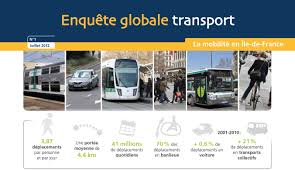 Enquête globale transport
N°1
Juillet 2012
La mobilité en Île-de-France
3,87
déplacements
par personne
et par jour
Une portée
moyenne de
4,4 km
41 millions
de déplacements
quotidiens
70 % des
déplacements
en banlieue
2001-2010 :
+ 0,6 %
de déplacements
en voiture
+ 21 %
de déplacements
en transports
collectifs